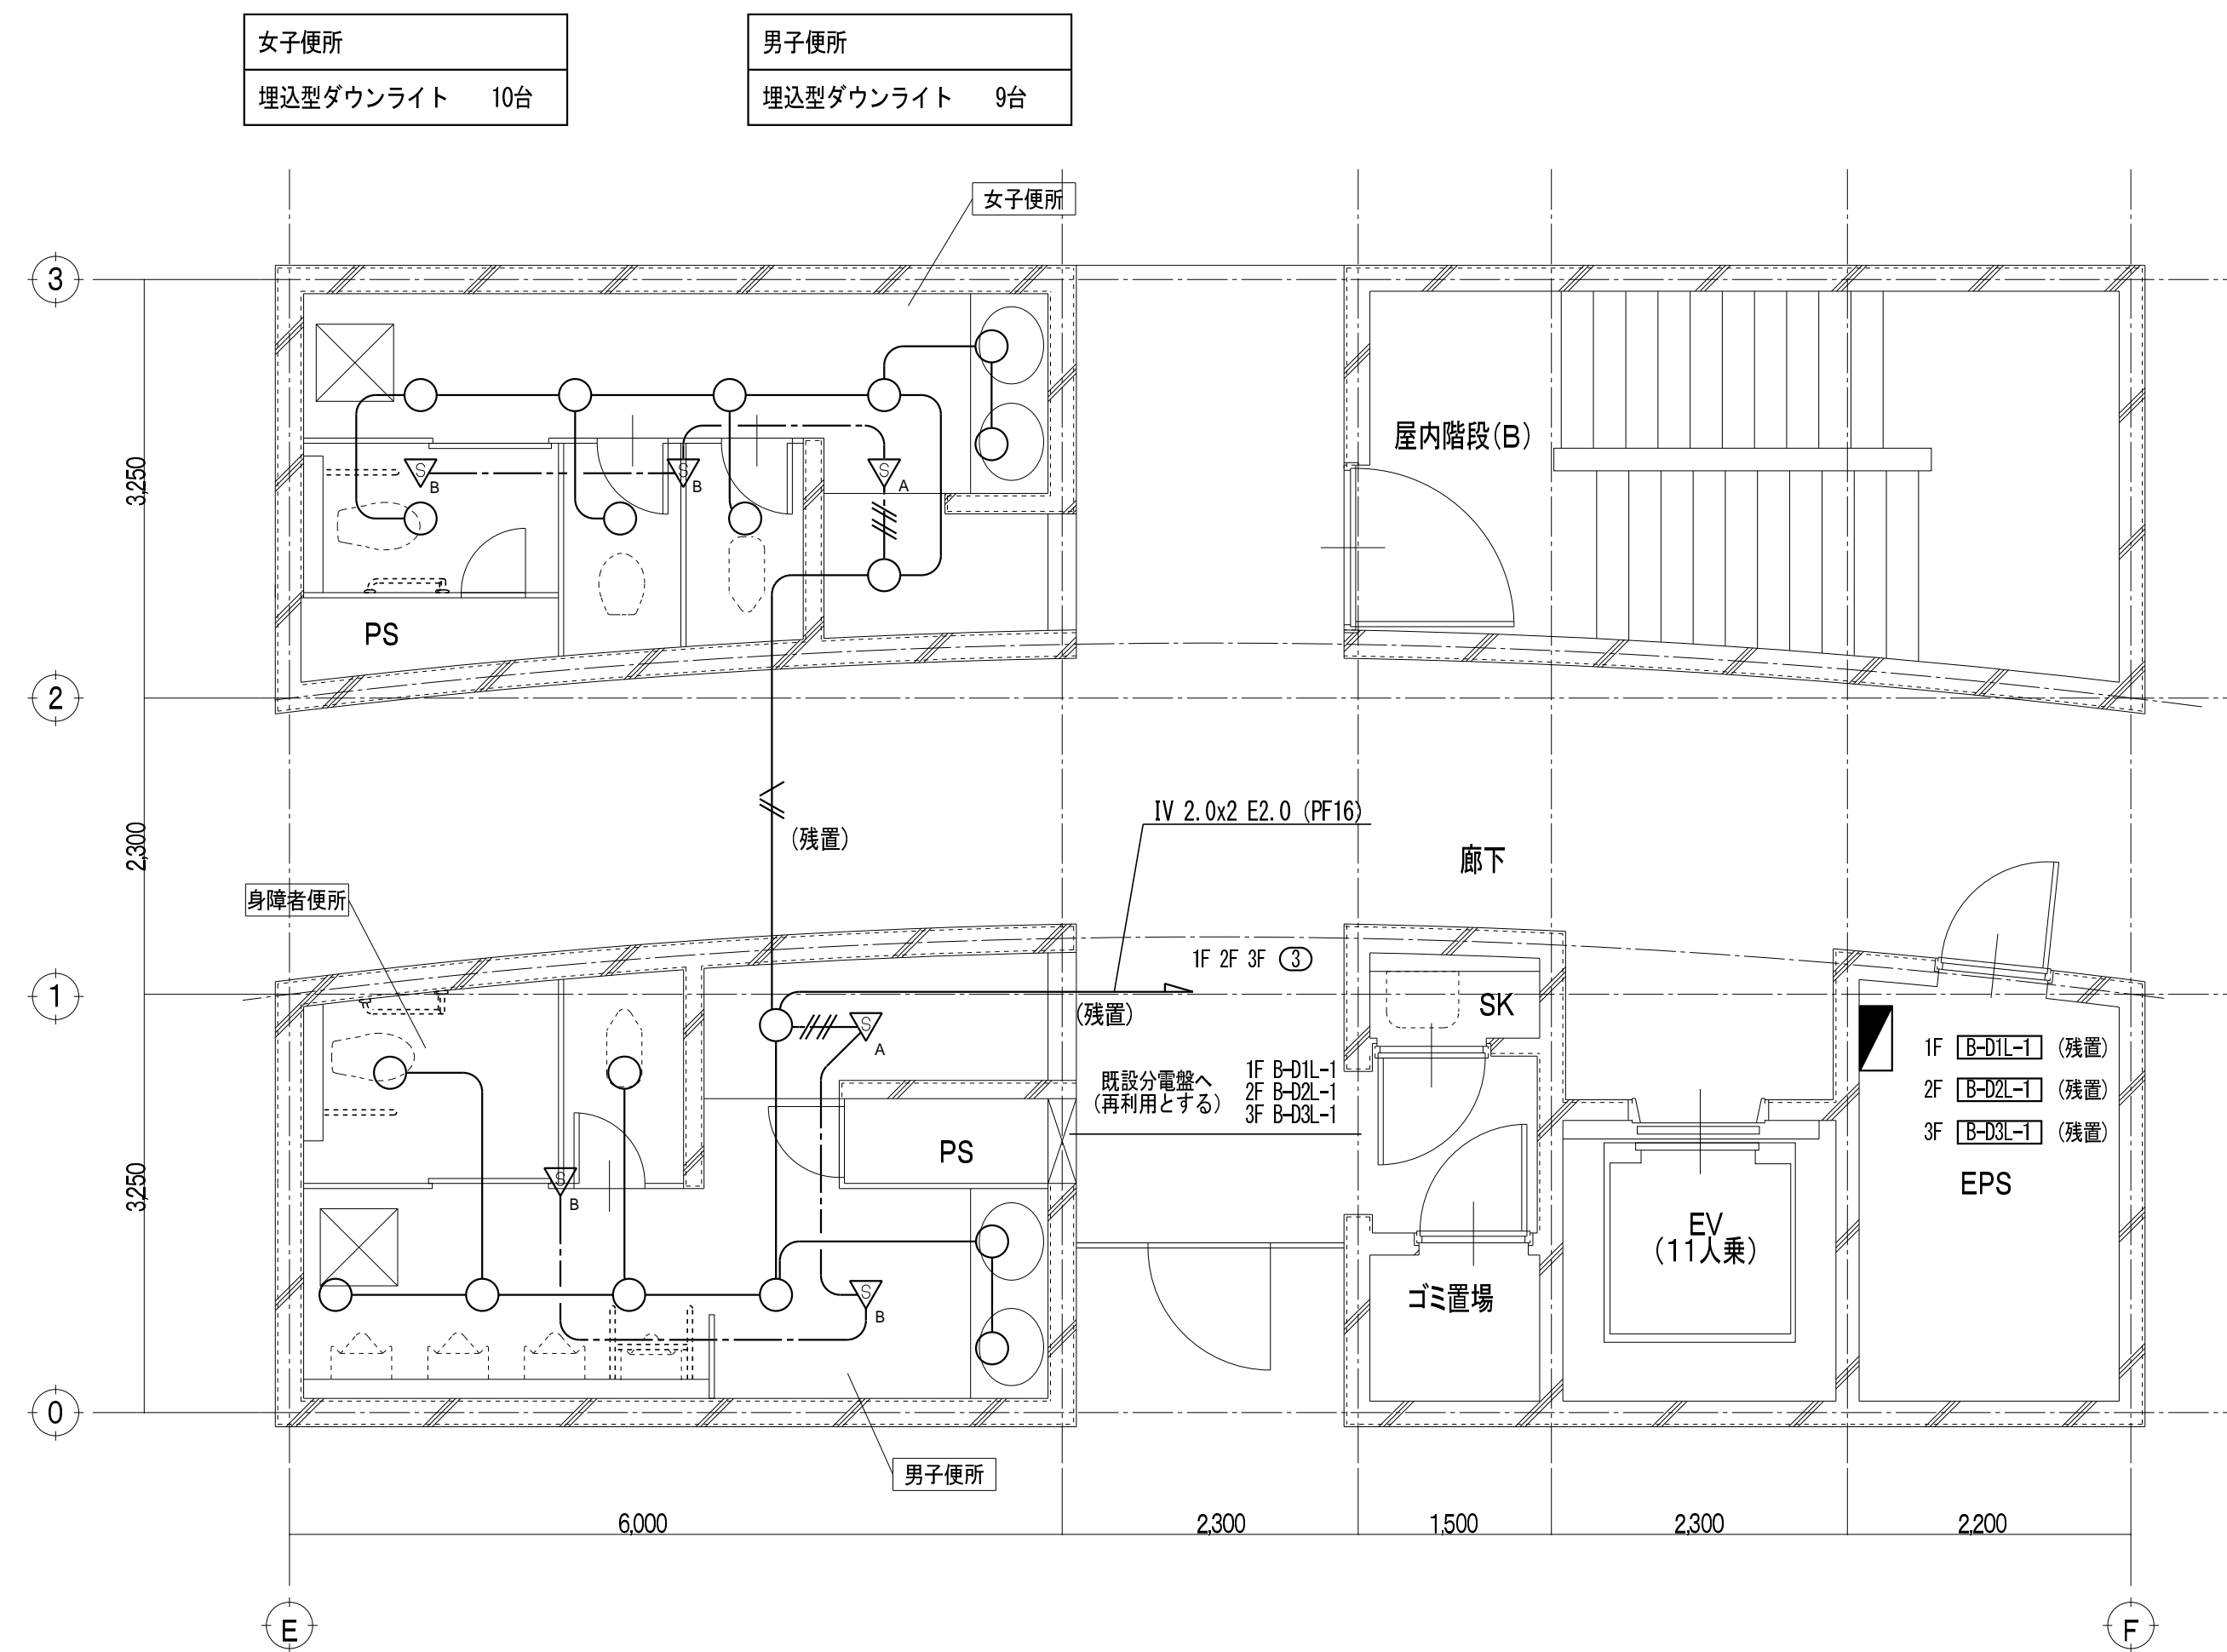 女子便所
埋込型ダウンライト 10台
男子便所
埋込型ダウンライト 9台
女子便所
3
屋内階段(B)
3,250
S
B
S
B
S
A
PS
2
IV 2.0x2 E2.0 (PF16)
(残置)
2,300
廊下
身障者便所
1F 2F 3F ③
1
(残置)
SK
S
A
1F B-D1L-1 (残置)
2F B-D2L-1 (残置)
3F B-D3L-1 (残置)
既設分電盤へ
(再利用とする)
1F B-D1L-1
2F B-D2L-1
3F B-D3L-1
PS
EPS
3,250
S
B
EV
(11人乗)
S
B
ゴミ置場
0
男子便所
6,000
2,300
1,500
2,300
2,200
E
F